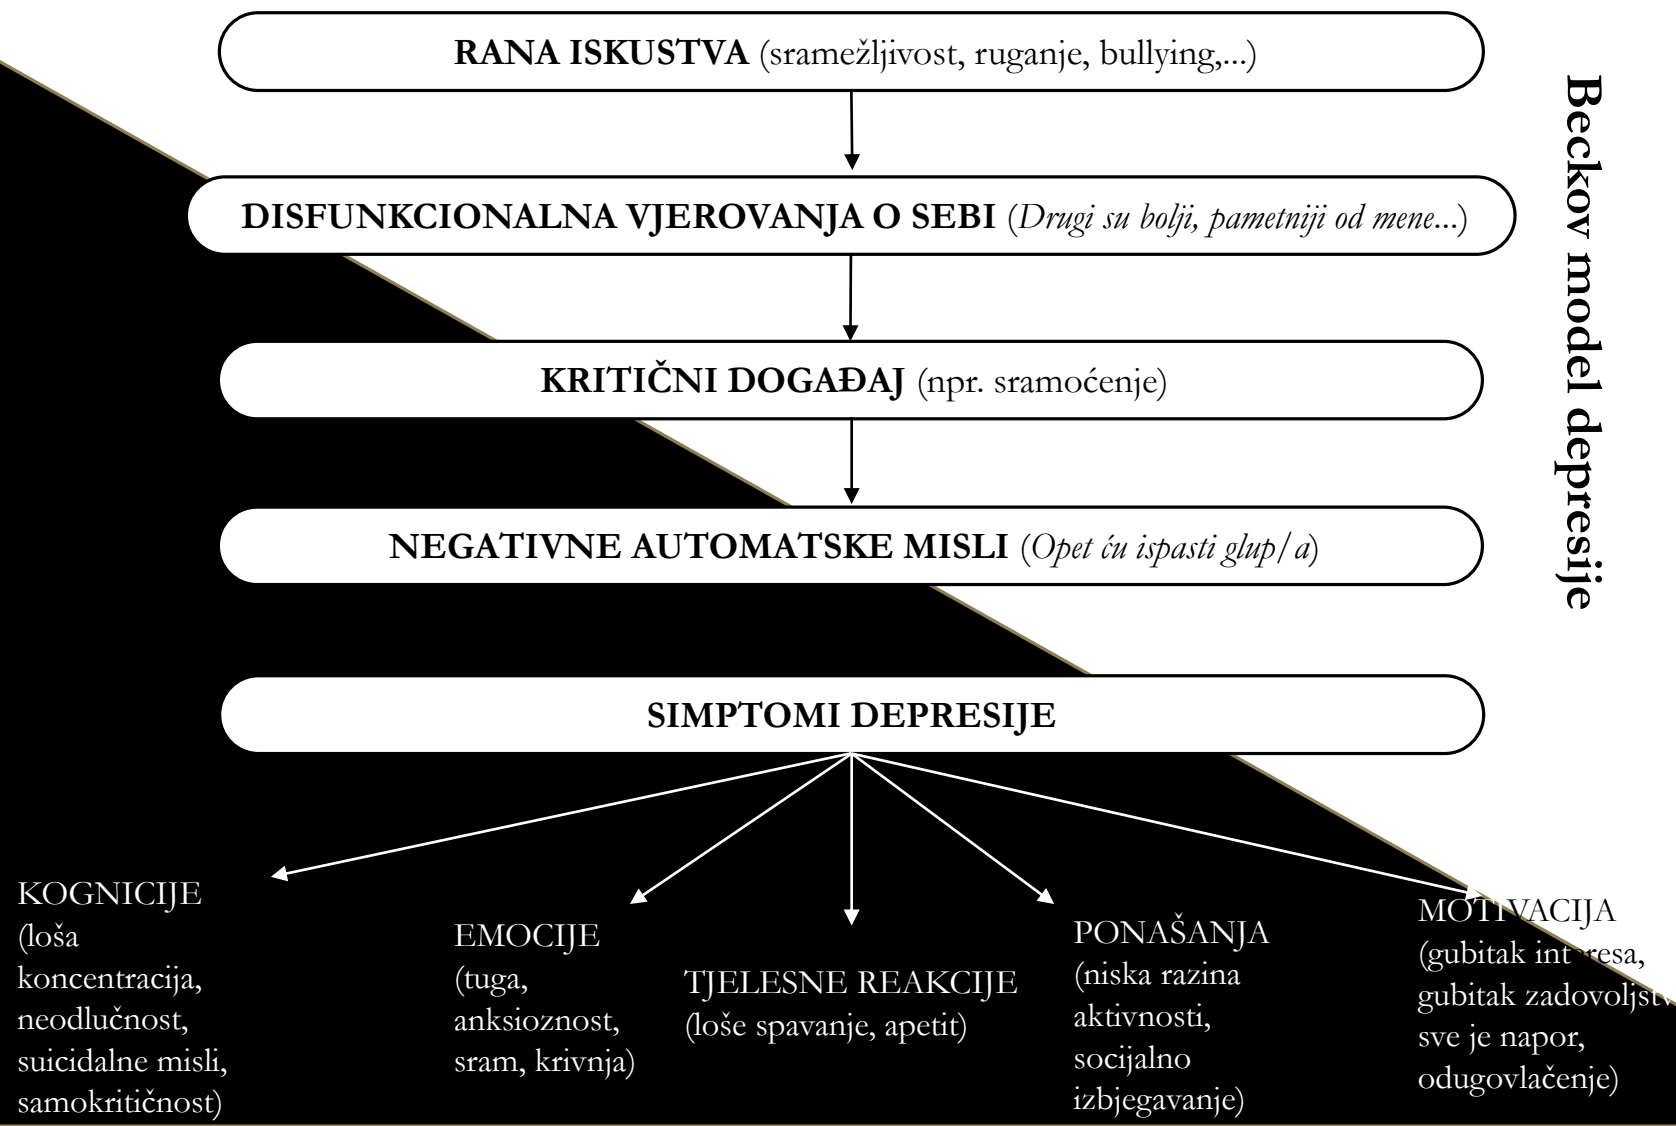 RANA ISKUSTVA (sramežljivost, ruganje, bullying,...)
DISFUNKCIONALNA VJEROVANJA O SEBI (Drugi su bolji, pametniji od mene...)
KRITIČNI DOGAĐAJ (npr. sramoćenje)
NEGATIVNE AUTOMATSKE MISLI (Opet ću ispasti glup/a)
SIMPTOMI DEPRESIJE
Beckov model depresije
KOGNICIJE
(loša
koncentracija,
neodlučnost,
suicidalne misli,
samokritičnost)
EMOCIJE
(tuga,
anksioznost,
sram, krivnja)
TJELESNE REAKCIJE
(loše spavanje, apetit)
PONAŠANJA
(niska razina
aktivnosti,
socijalno
izbjegavanje)
MOTIVACIJA
(gubitak interesa,
gubitak
sve je napor,
odugovlačenje)